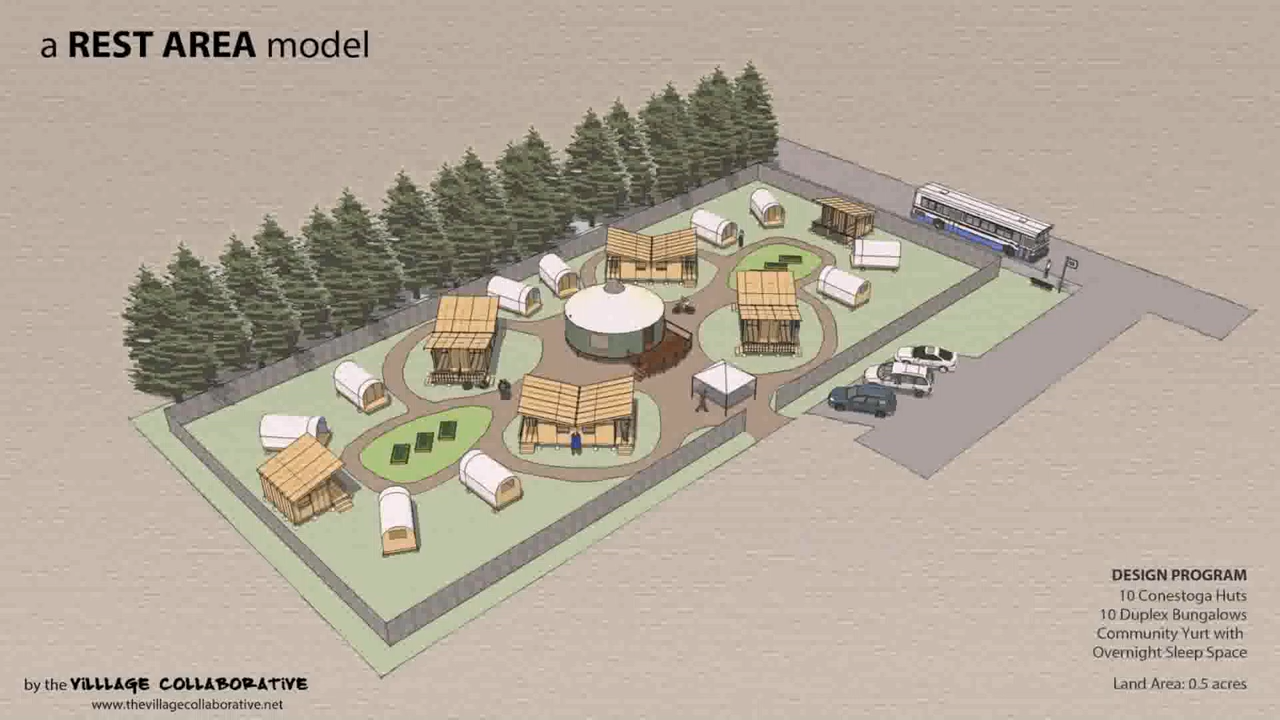 a REST AREA model
DESIGN PROGRAM
10 Conestoga Huts
10 Duplex Bungalows
Community Yurt with
Overnight Sleep Space
Land Area: 0.5 acres
by the ViLLLAGE COLLABORATiVE
www.thevillagecollaborative.net